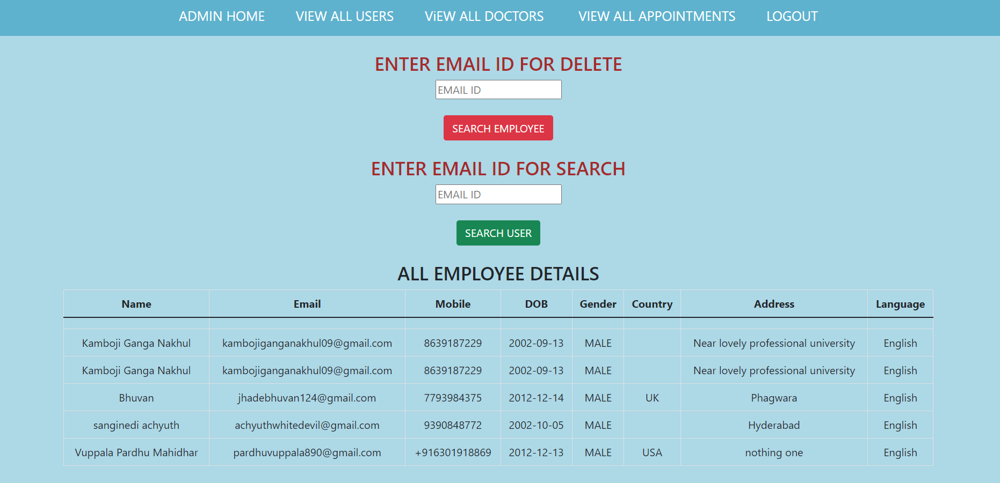 ADMIN HOME VIEW ALL USERS ViEW ALL DOCTORS VIEW ALL APPOINTMENTS LOGOUT
ENTER EMAIL ID FOR DELETE
EMAIL ID
SEARCH EMPLOYEE
ENTER EMAIL ID FOR SEARCH
EMAIL ID
SEARCH USER
ALL EMPLOYEE DETAILS
Name Email Mobile DOB Gender Country Address Language
Kamboji Ganga Nakhul kambojiganganakhul09@gmail.com 8639187229 2002-09-13 MALE Near lovely professional university English
Kamboji Ganga Nakhul kambojiganganakhul09@gmail.com 8639187229 2002-09-13 MALE Near lovely professional university English
Bhuvan jhadebhuvan124@gmail.com 7793984375 2012-12-14 MALE UK Phagwara English
sanginedi achyuth achyuthwhitedevil@gmail.com 9390848772 2002-10-05 MALE Hyderabad English
Vuppala Pardhu Mahidhar pardhuvuppala890@gmail.com +916301918869 2012-12-13 MALE USA nothing one English